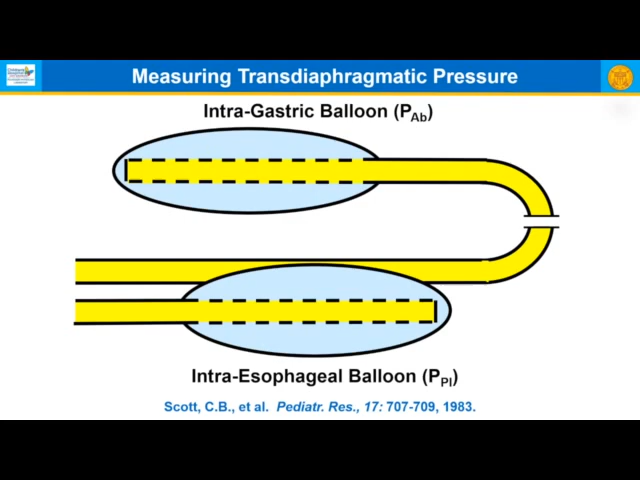 Measuring Transdiaphragmatic Pressure
Intra-Gastric Balloon (PAb)
Intra-Esophageal Balloon (PPl)
Scott, C.B., et al. Pediatr. Res., 17: 707-709, 1983.